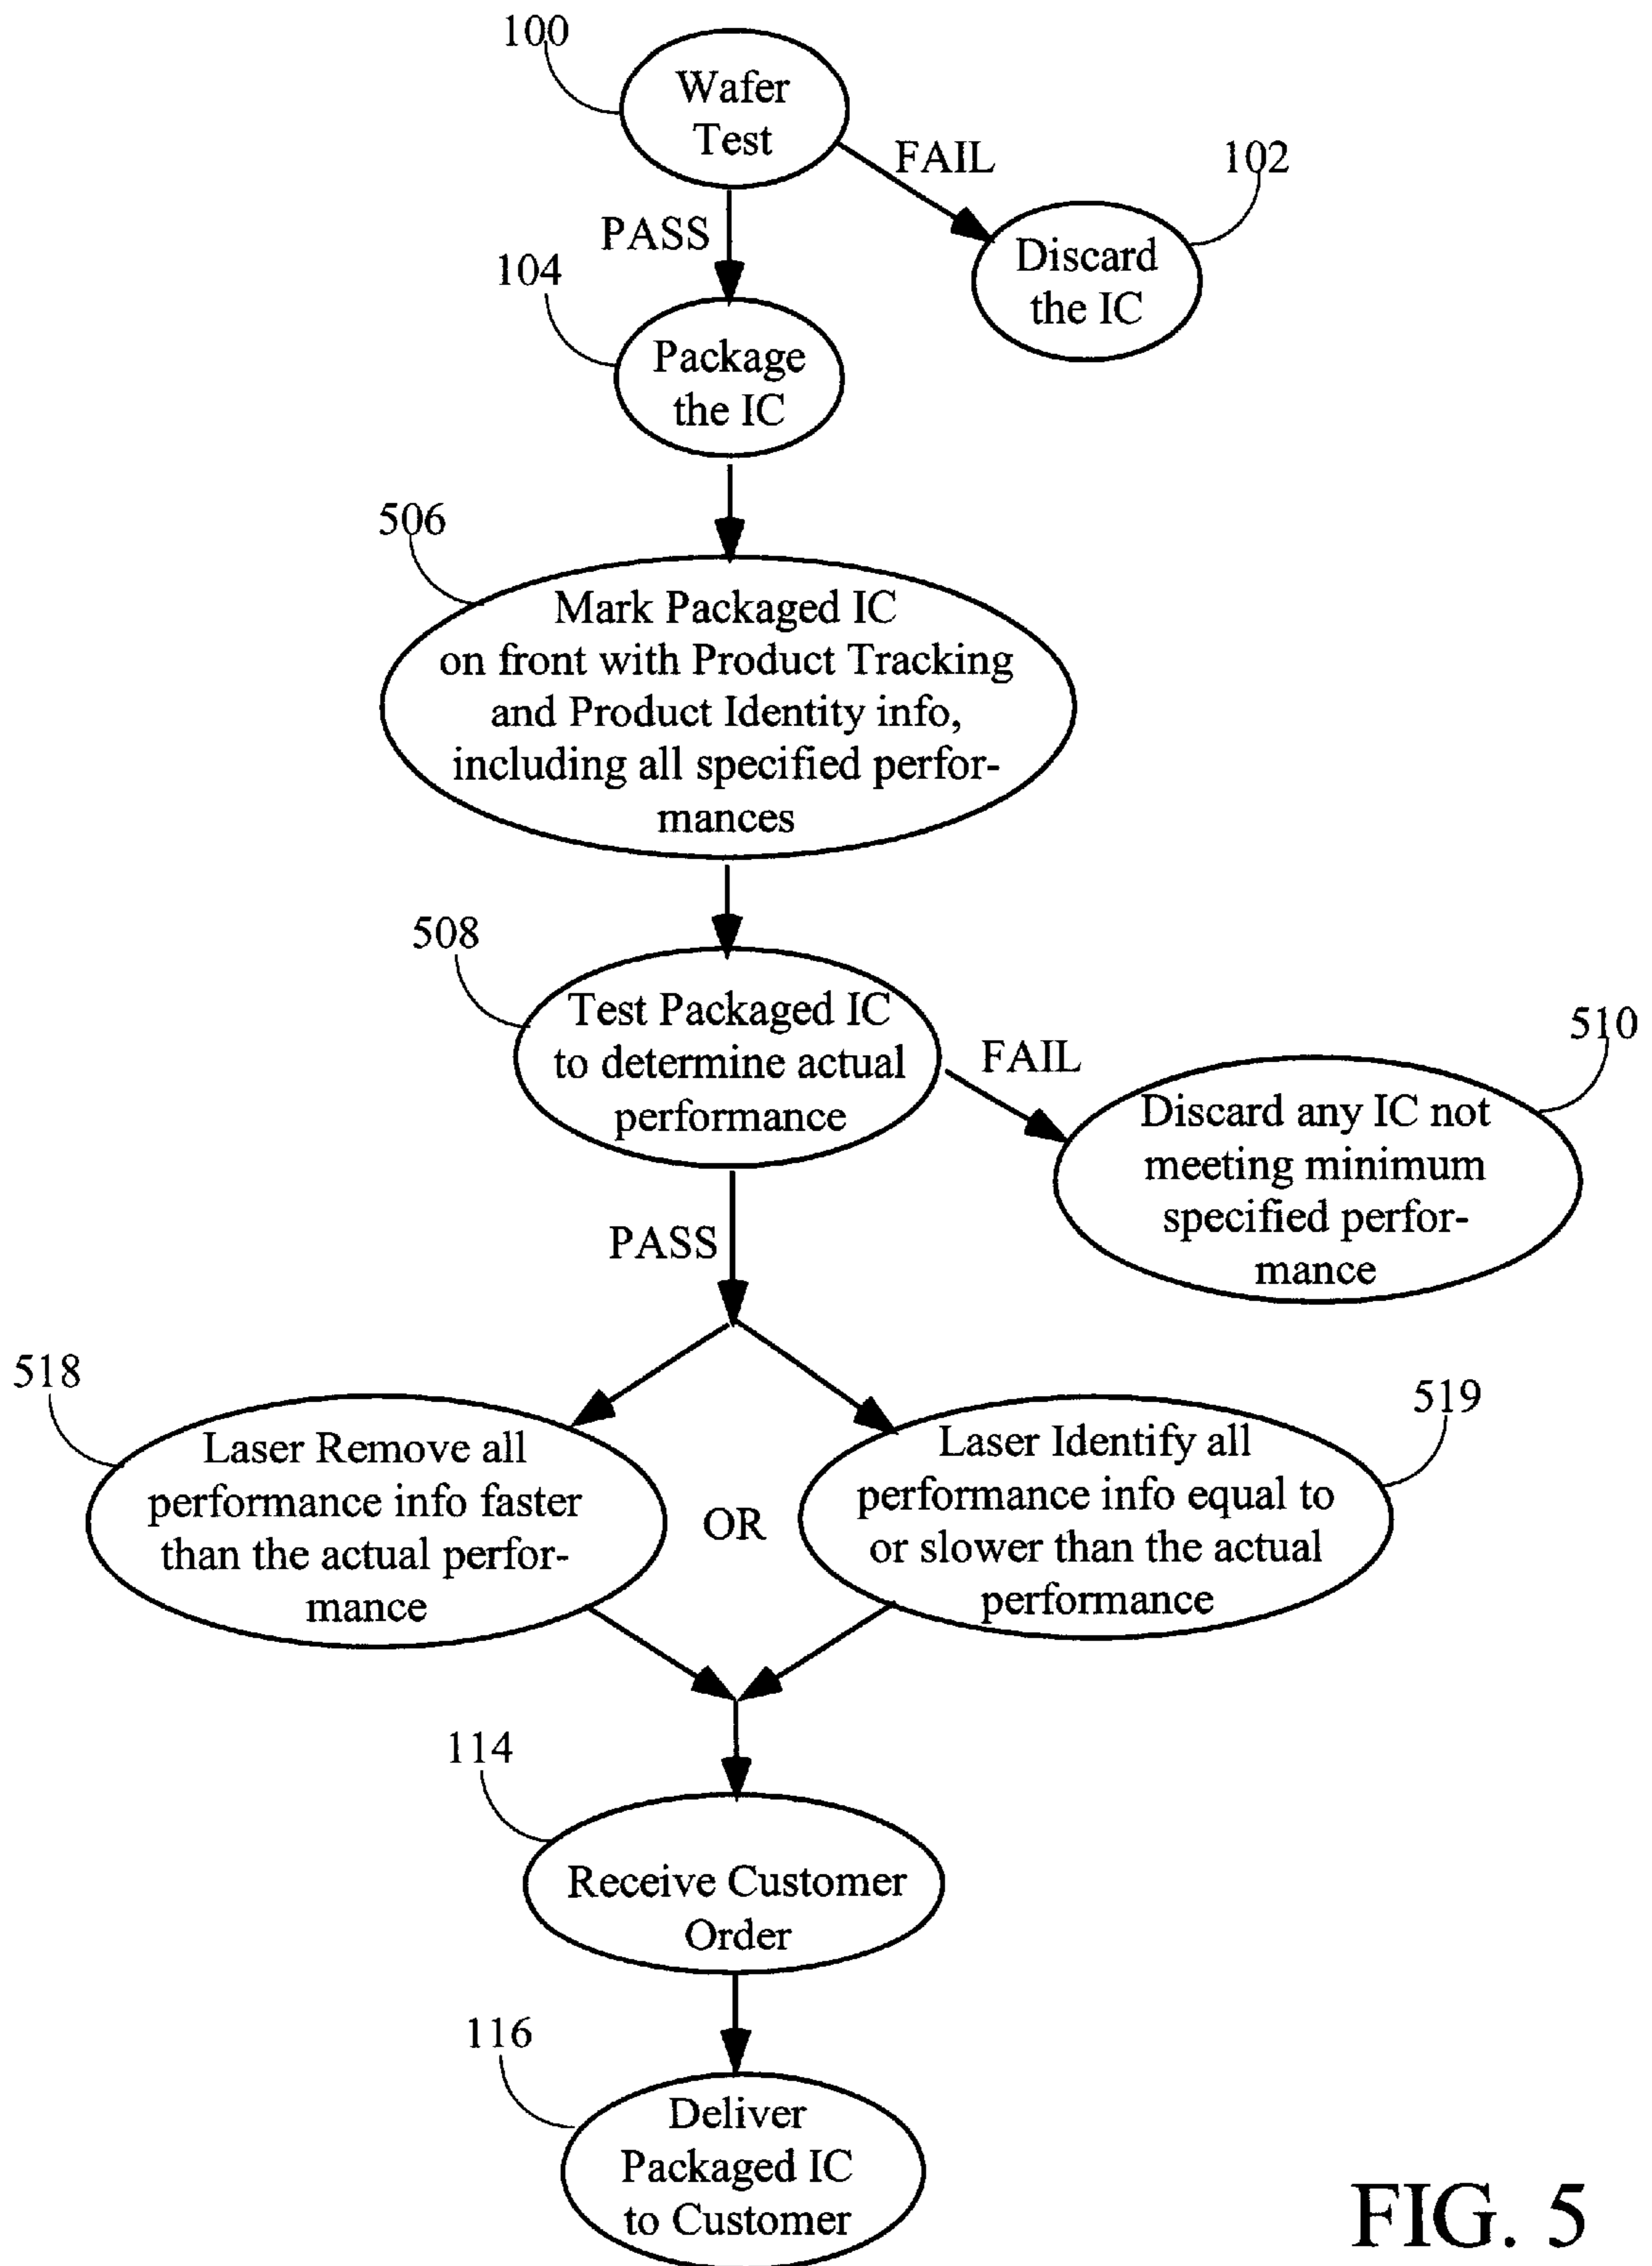 100
Wafer
Test
FAIL
102
PASS
Discard
the IC
104
Package
the IC
506
Mark Packaged IC
on front with Product Tracking
and Product Identity info,
including all specified perfor-
mances
508
Test Packaged IC
to determine actual
performance
FAIL
510
Discard any IC not
meeting minimum
specified perfor-
mance
PASS
518
Laser Remove all
performance info faster
than the actual perfor-
mance
OR
519
Laser Identify all
performance info equal to
or slower than the actual
performance
114
Receive Customer
Order
116
Deliver
Packaged IC
to Customer
FIG. 5